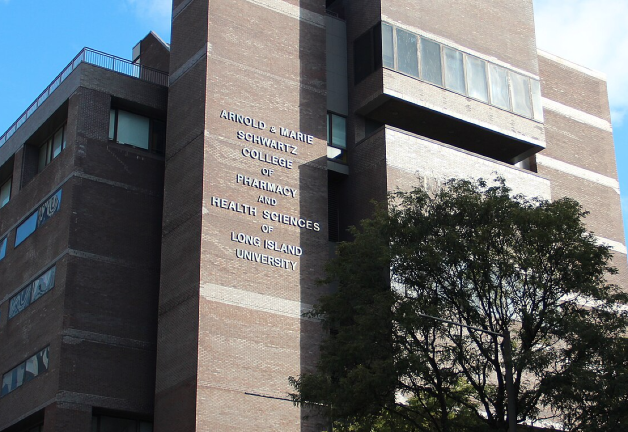 ARNOLD & MARIE
SCHWARTZ
COLLEGE
OF
PHARMACY
AND
HEALTH SCIENCES
OF
LONG ISLAND
UNIVERSITY